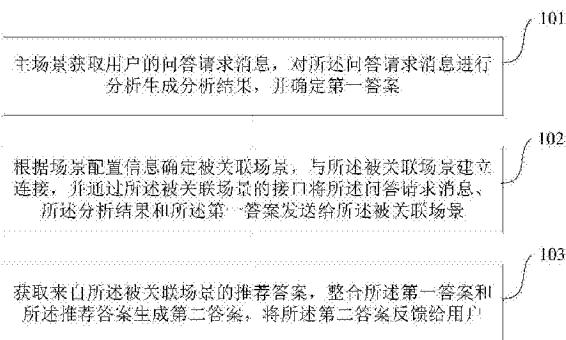 101
主场景获取用户的问答请求消息，对所述问答请求消息进行
分析生成分析结果，并确定第一答案
102
根据场景配置信息确定被关联场景，与所述被关联场景建立
连接，并通过所述被关联场景的接口将所述问答请求消息、
所述分析结果和所述第一答案发送给所述被关联场景
103
获取来自所述被关联场景的推荐答案，整合所述第一答案和
所述推荐答案生成第二答案，将所述第二答案反馈给用户